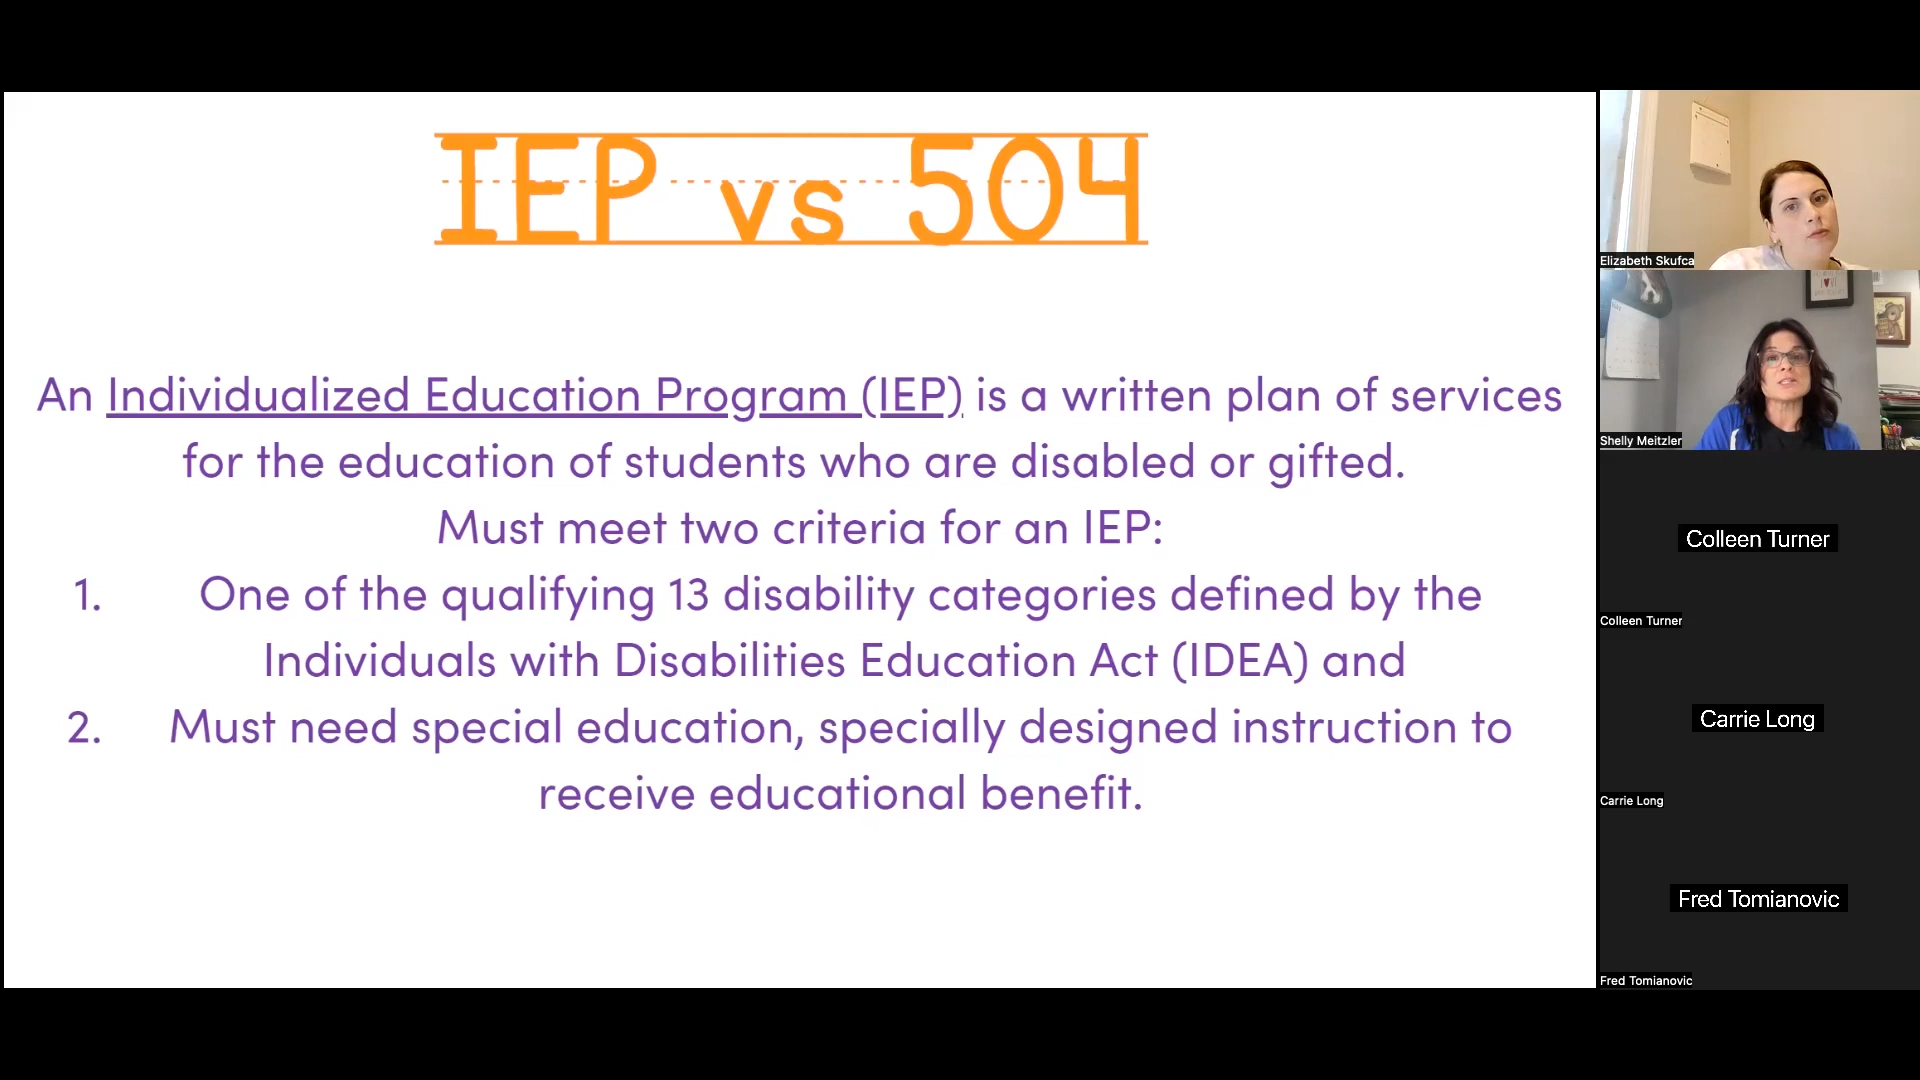 IEP vs 504
An Individualized Education Program (IEP) is a written plan of services
for the education of students who are disabled or gifted.
Must meet two criteria for an IEP:
1. One of the qualifying 13 disability categories defined by the
Individuals with Disabilities Education Act (IDEA) and
2. Must need special education, specially designed instruction to
receive educational benefit.
Elizabeth Skufca
Shelly Meitzler
Colleen Turner
Colleen Turner
Carrie Long
Carrie Long
Fred Tomianovic
Fred Tomianovic